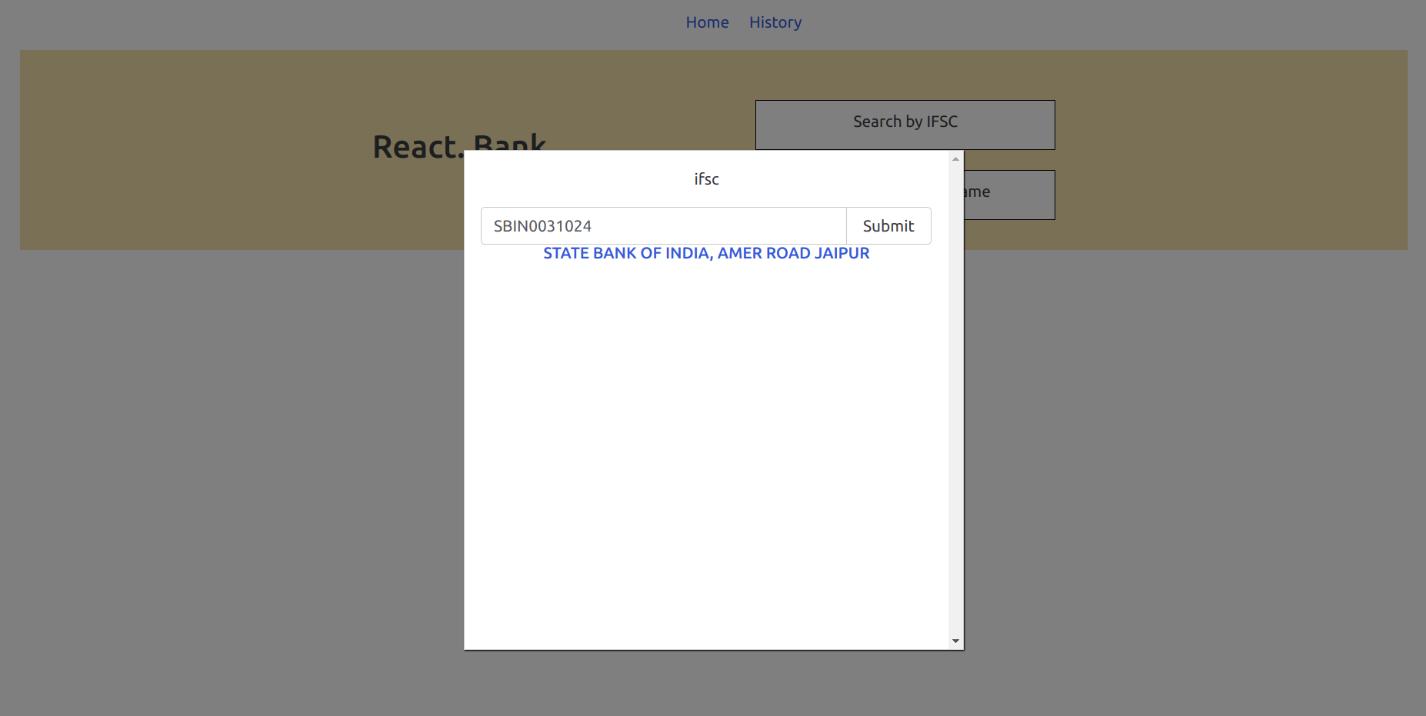 Home History
Search by IFSC
React. Bank
ame
ifsc
SBIN0031024 Submit
STATE BANK OF INDIA, AMER ROAD JAIPUR